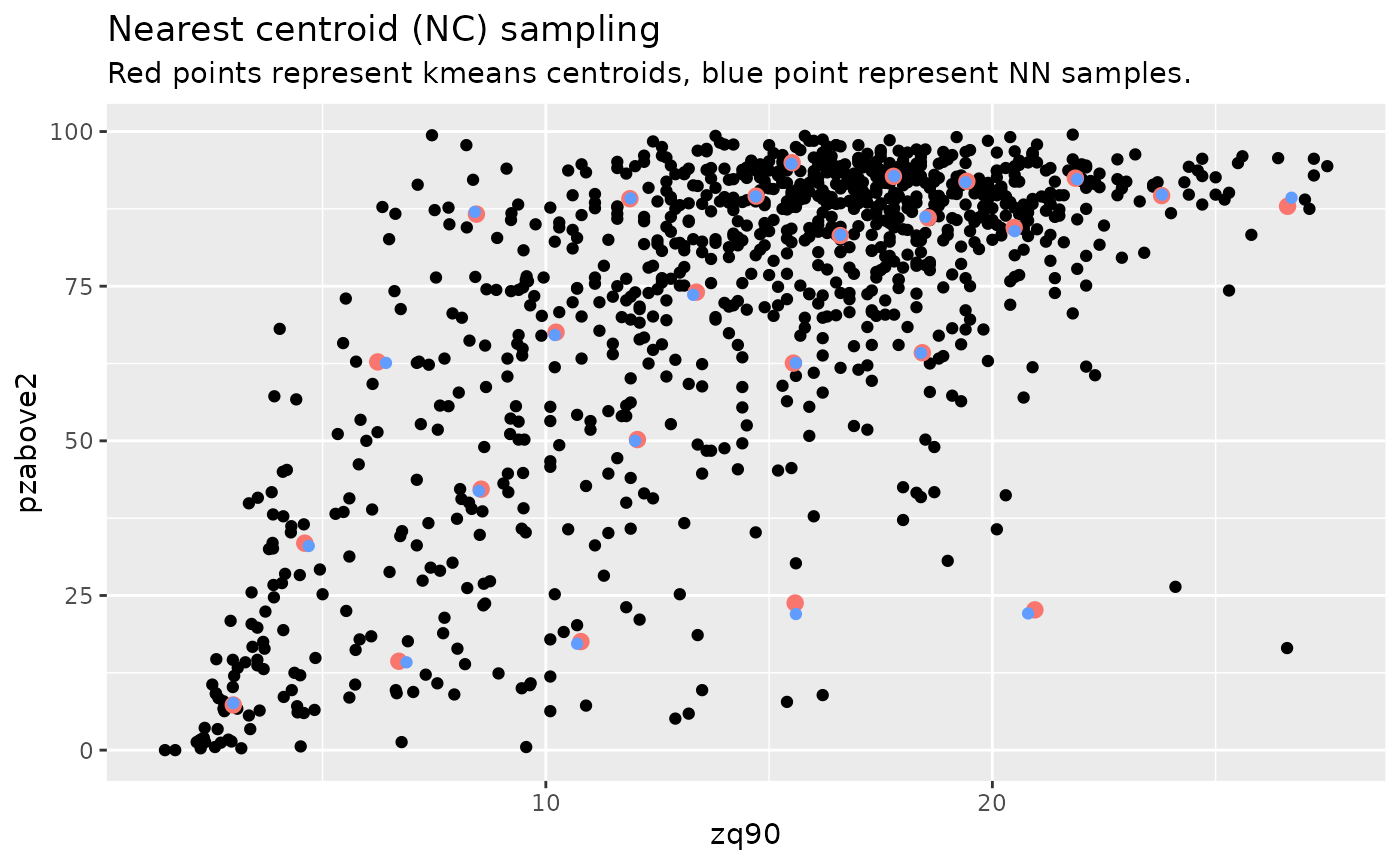 Nearest centroid (NC) sampling
Red points represent kmeans centroids, blue point represent NN samples.
100
75
50
25
0
pzabove2
10
20
zq90